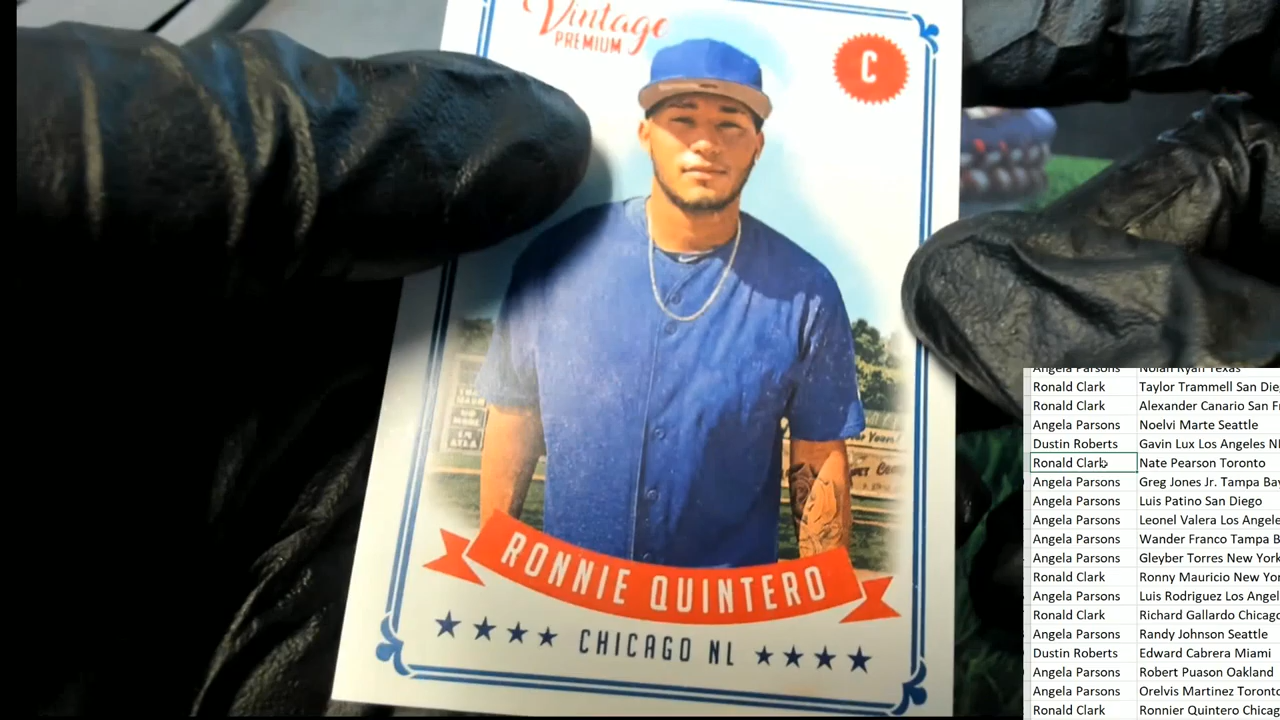 Vintage
PREMIUM
C
RONNIE QUINTERO
CHICAGO NL
Angela Parsons Nolan Ryan Texas
Ronald Clark Taylor Trammell San Die
Ronald Clark Alexander Canario San F
Angela Parsons Noelvi Marte Seattle
Dustin Roberts Gavin Lux Los Angeles N
Ronald Clark Nate Pearson Toronto
Angela Parsons Greg Jones Jr. Tampa Bay
Angela Parsons Luis Patino San Diego
Angela Parsons Leonel Valera Los Angele
Angela Parsons Wander Franco Tampa B
Angela Parsons Gleyber Torres New York
Ronald Clark Ronny Mauricio New Yo
Angela Parsons Luis Rodriguez Los Angel
Ronald Clark Richard Gallardo Chicago
Angela Parsons Randy Johnson Seattle
Dustin Roberts Edward Cabrera Miami
Angela Parsons Robert Puason Oakland
Angela Parsons Orelvis Martinez Toronto
Ronald Clark Ronnier Quintero Chicag